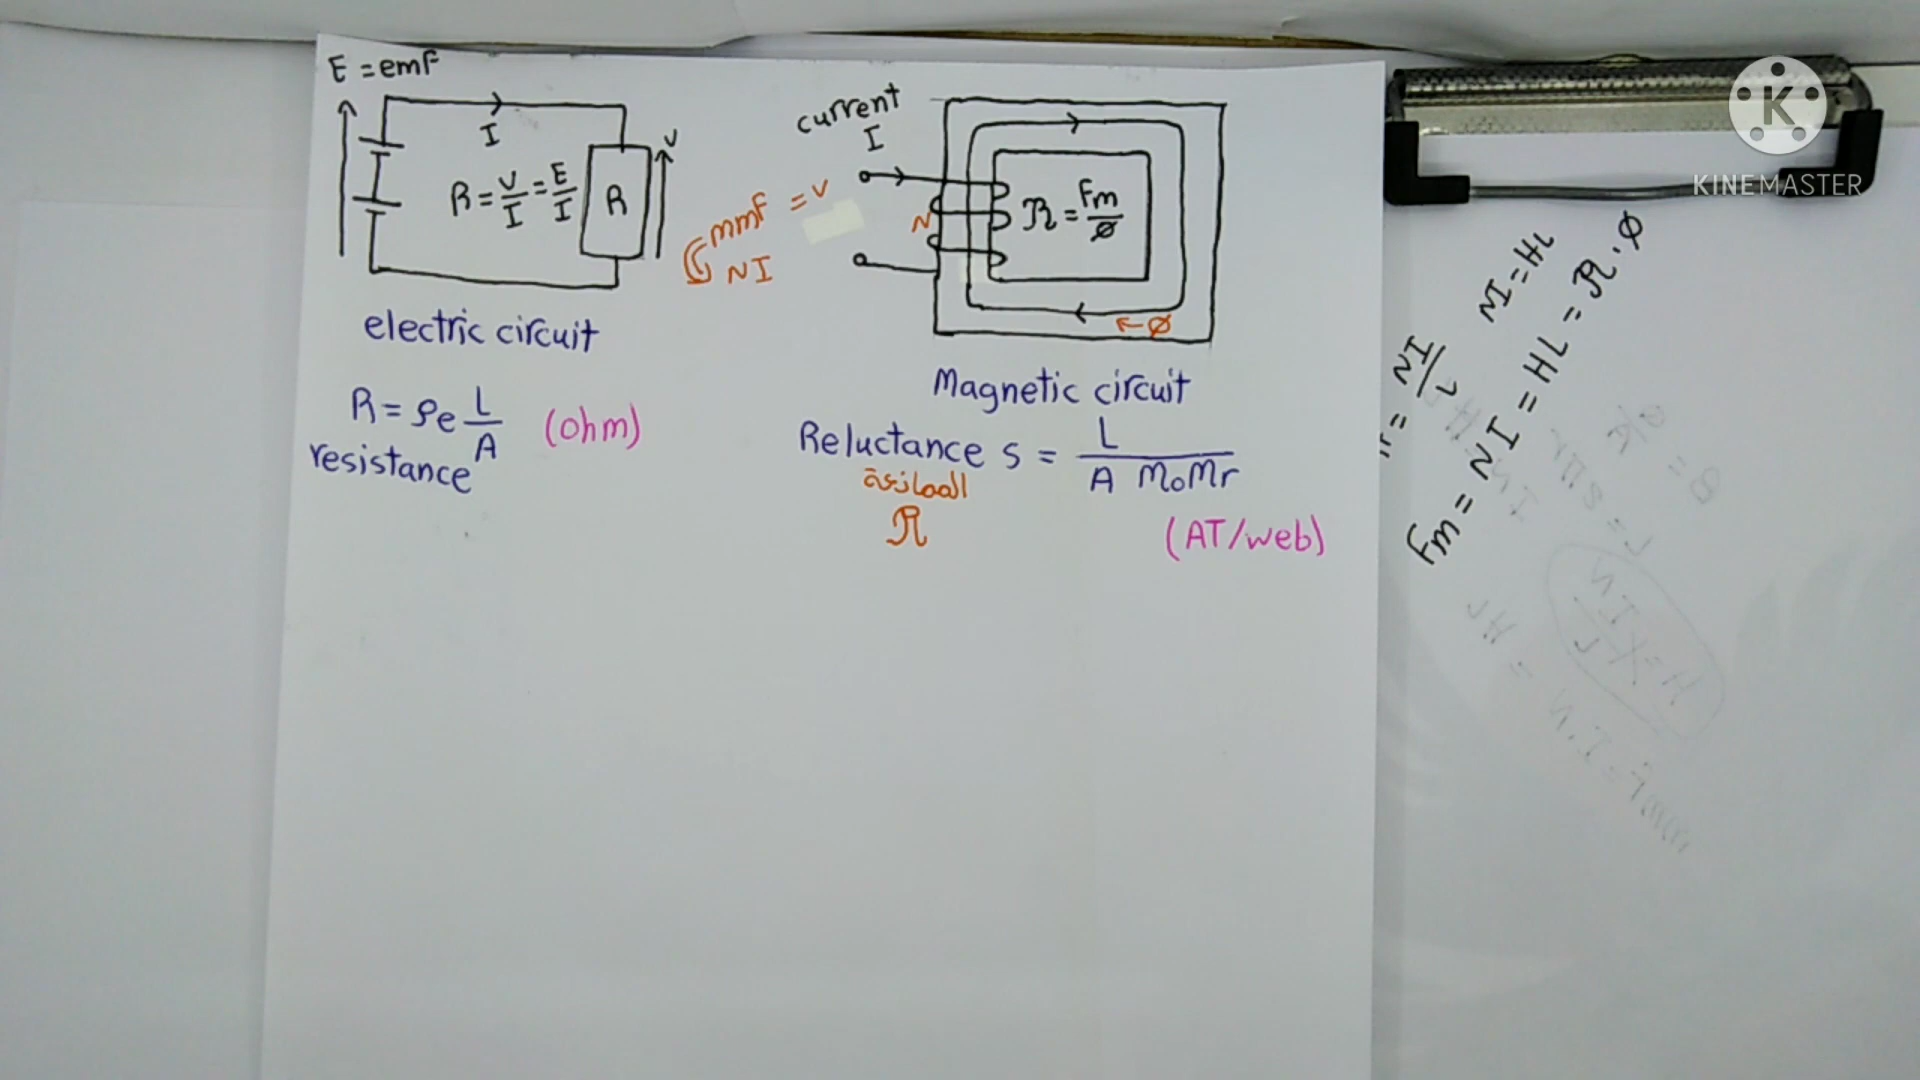 E = emf
I
V
R = V/I = E/I
R
electric circuit
R = ρe L/A (ohm)
resistance
current
I
mmf = V
NI
N
ℛ = Fm/Ø
←Ø
Magnetic circuit
Reluctance s = L / A MoMr
الممانعة
ℛ
(AT/web)
NI = HL
Fm = NI = HL = ℛ.Ø
= NI/L
KINEMASTER